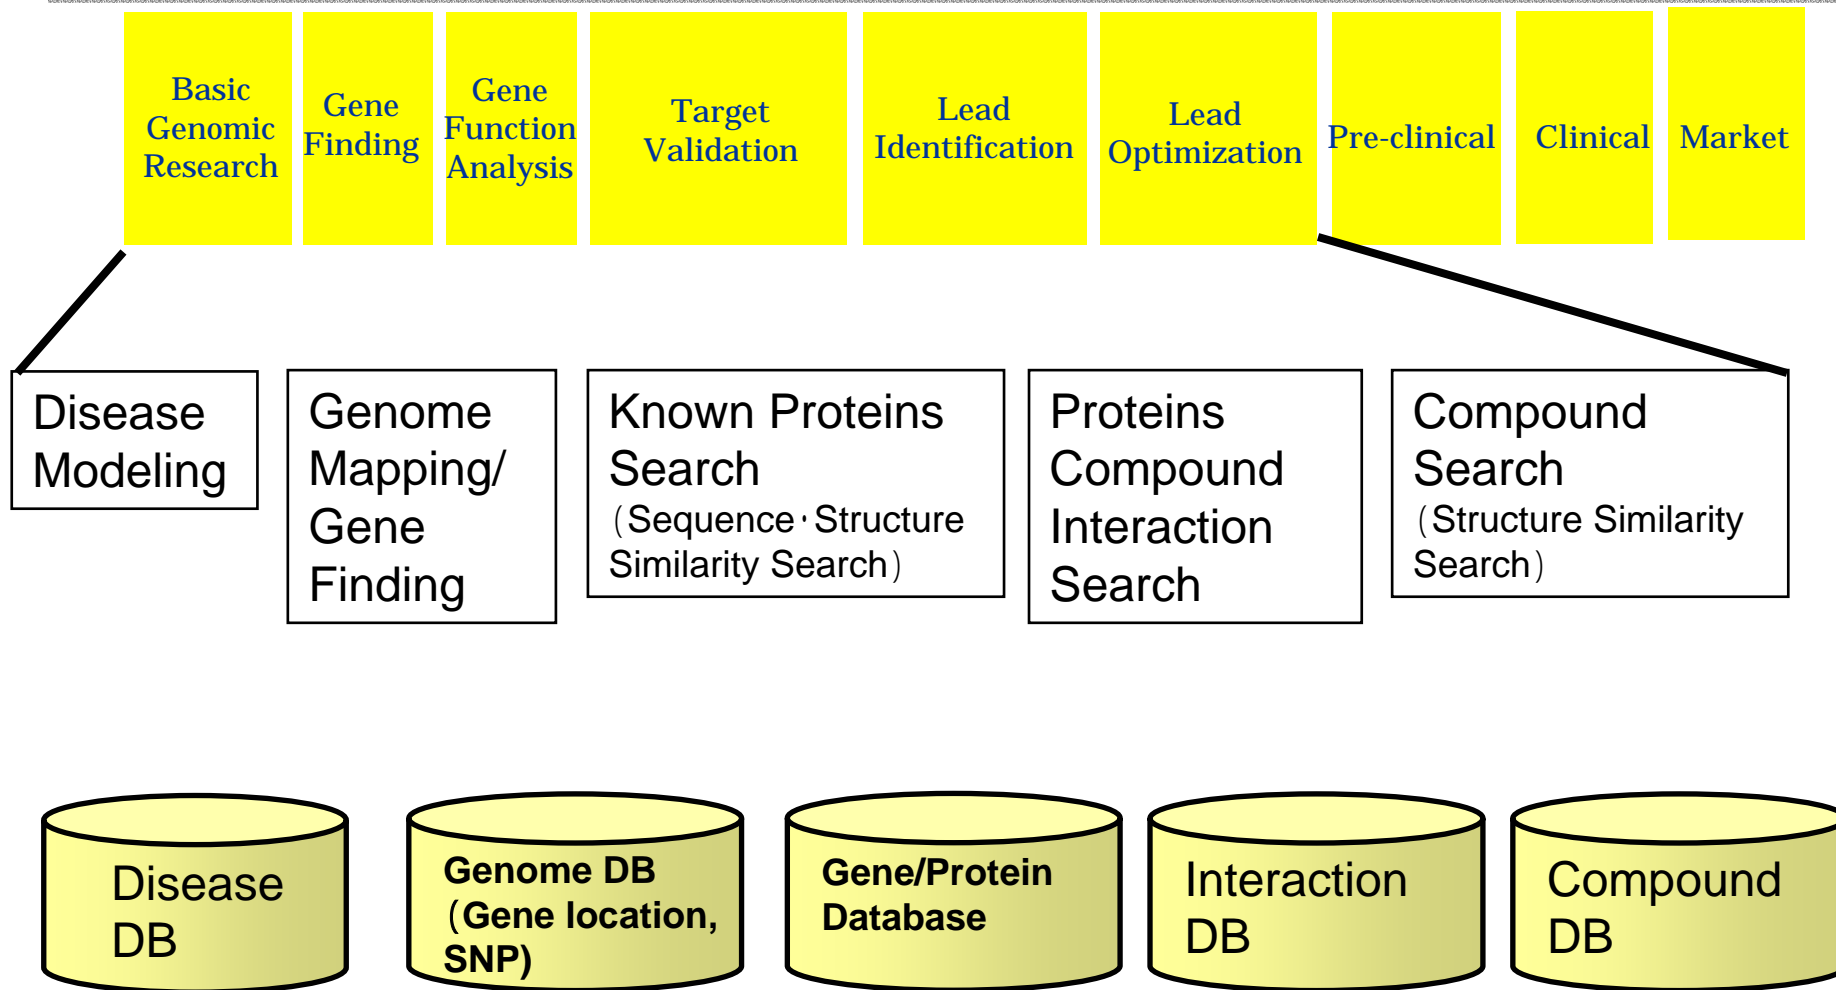 Basic
Genomic
Research
Gene
Finding
Gene
Function
Analysis
Target
Validation
Lead
Identification
Lead
Optimization
Pre-clinical
Clinical
Market
Disease
Modeling
Genome
Mapping/
Gene
Finding
Known Proteins
Search
(Sequence･Structure
Similarity Search)
Proteins
Compound
Interaction
Search
Compound
Search
(Structure Similarity
Search)
Disease
DB
Genome DB
(Gene location,
SNP)
Gene/Protein
Database
Interaction
DB
Compound
DB